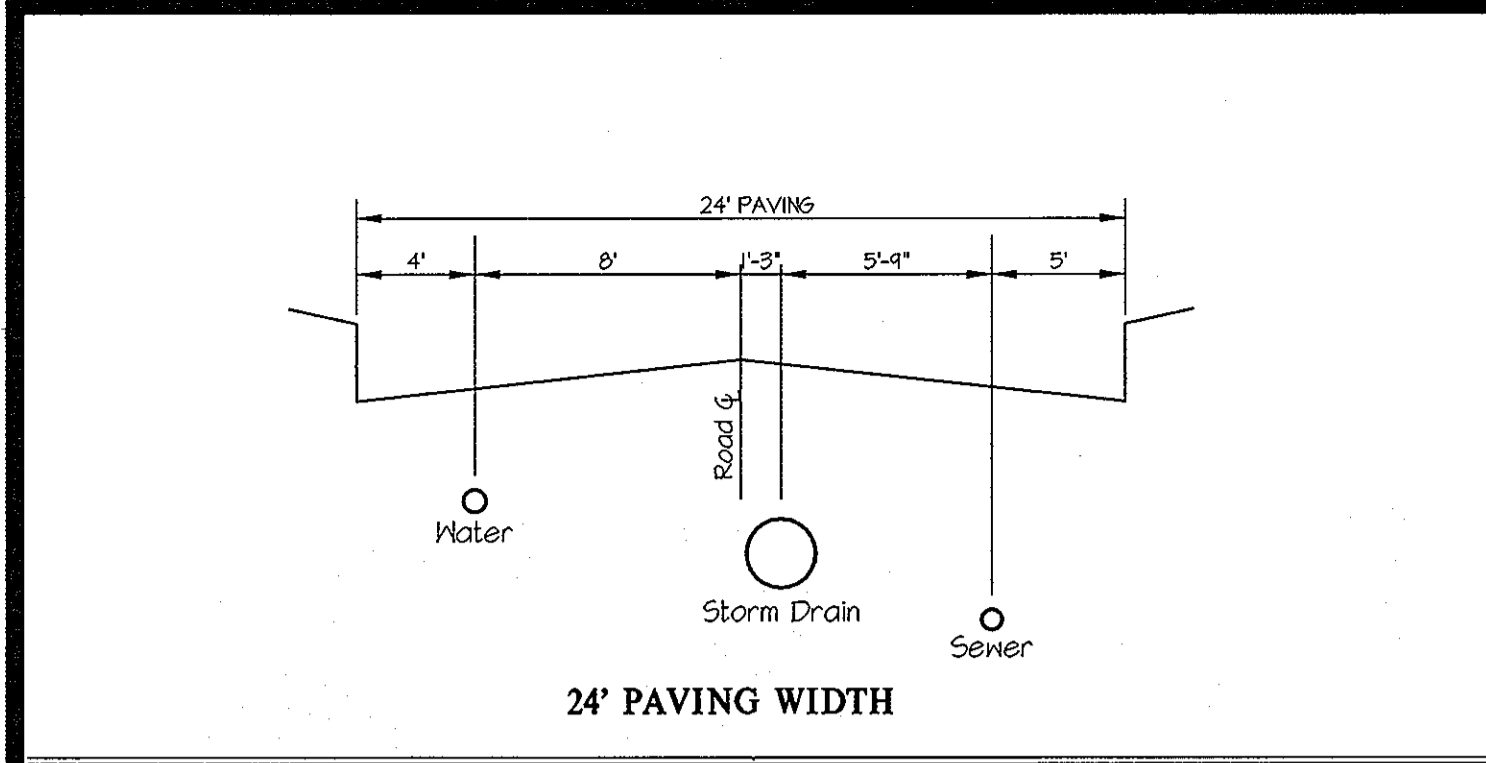 24' PAVING
4' 8' 1'-3" 5'-9" 5'
Road ℄
Water
Storm Drain
Sewer
24' PAVING WIDTH